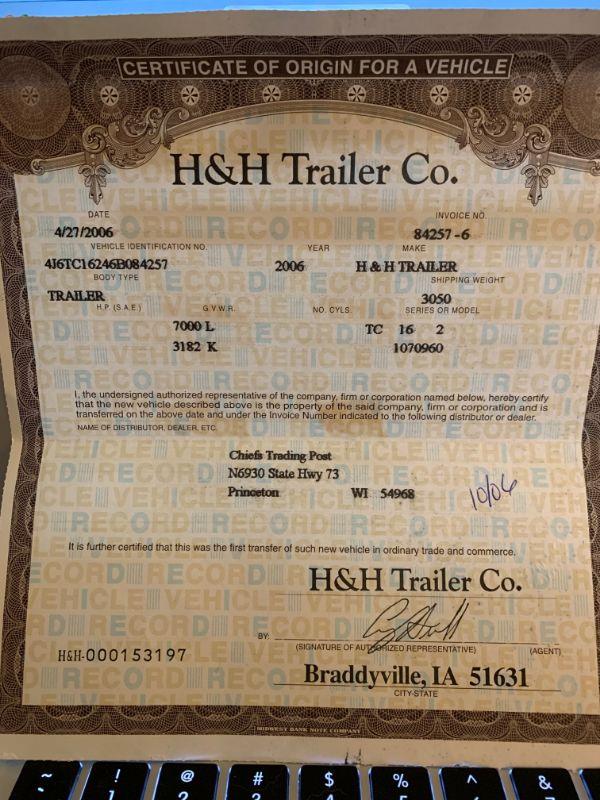 CERTIFICATE OF ORIGIN FOR A VEHICLE
H&H Trailer Co.
DATE INVOICE NO.
4/27/2006 84257-6
VEHICLE IDENTIFICATION NO. YEAR MAKE
4J6TC16246B084257 2006 H & H TRAILER
BODY TYPE SHIPPING WEIGHT
TRAILER 3050
H.P. (S.A.E.) G.V.W.R. NO. CYLS. SERIES OR MODEL
7000 L TC 16 2
3182 K 1070960
I, the undersigned authorized representative of the company, firm or corporation named below, hereby certify
that the new vehicle described above is the property of the said company, firm or corporation and is
transferred on the above date and under the Invoice Number indicated to the following distributor or dealer.
NAME OF DISTRIBUTOR, DEALER, ETC.
Chiefs Trading Post
N6930 State Hwy 73
Princeton WI 54968
10/06
It is further certified that this was the first transfer of such new vehicle in ordinary trade and commerce.
H&H Trailer Co.
BY:
(SIGNATURE OF AUTHORIZED REPRESENTATIVE) (AGENT)
H&H-000153197
Braddyville, IA 51631
CITY-STATE
MIDWEST BANK NOTE COMPANY
~ ! @ # $ % ^ &